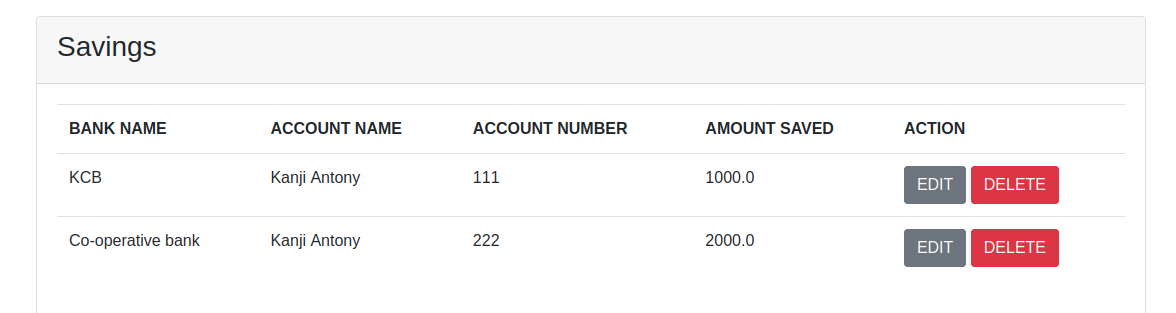 Savings
BANK NAME ACCOUNT NAME ACCOUNT NUMBER AMOUNT SAVED ACTION
KCB Kanji Antony 111 1000.0 EDIT DELETE
Co-operative bank Kanji Antony 222 2000.0 EDIT DELETE